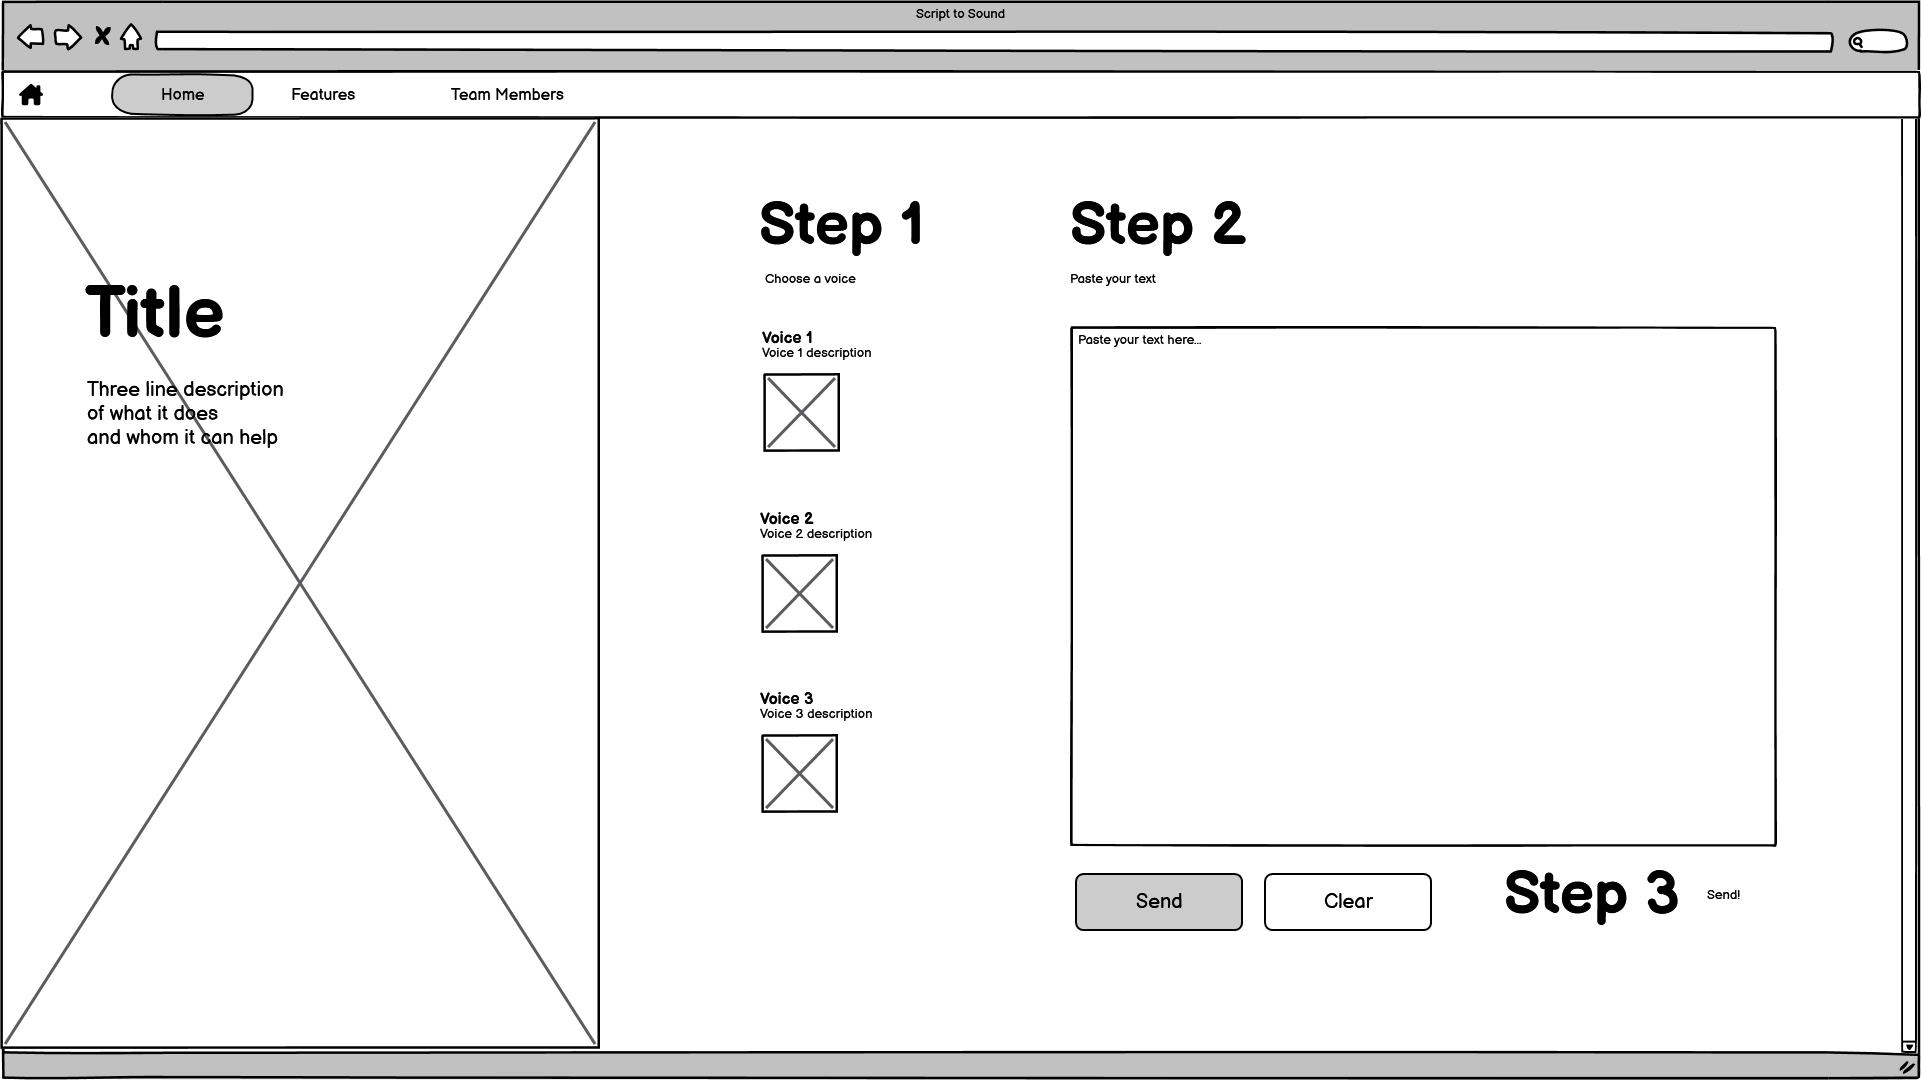 Script to Sound
Home
Features
Team Members
Title
Three line description
of what it does
and whom it can help
Step 1
Choose a voice
Voice 1
Voice 1 description
Voice 2
Voice 2 description
Voice 3
Voice 3 description
Step 2
Paste your text
Paste your text here...
Send
Clear
Step 3
Send!